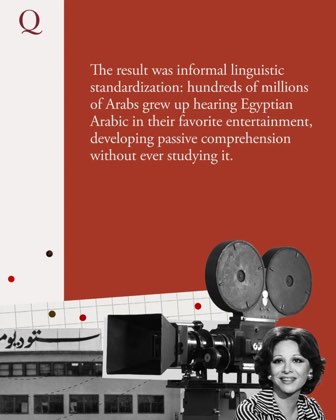 Q
The result was informal linguistic
standardization: hundreds of millions
of Arabs grew up hearing Egyptian
Arabic in their favorite entertainment,
developing passive comprehension
without ever studying it.
ستوديو